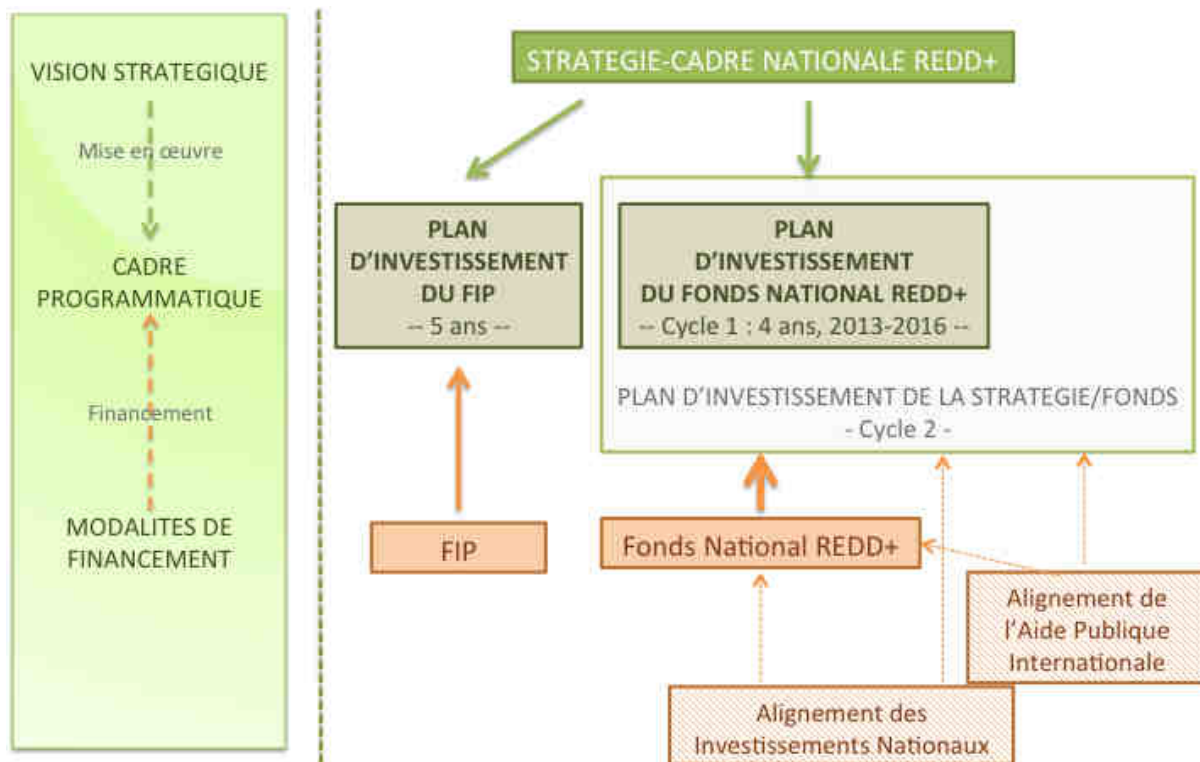 VISION STRATEGIQUE
Mise en œuvre
CADRE
PROGRAMMATIQUE
Financement
MODALITES DE
FINANCEMENT
STRATEGIE-CADRE NATIONALE REDD+
PLAN
D'INVESTISSEMENT
DU FIP
-- 5 ans --
PLAN
D'INVESTISSEMENT
DU FONDS NATIONAL REDD+
-- Cycle 1 : 4 ans, 2013-2016 --
PLAN D'INVESTISSEMENT DE LA STRATEGIE/FONDS
- Cycle 2 -
FIP
Fonds National REDD+
Alignement de
l'Aide Publique
Internationale
Alignement des
Investissements Nationaux